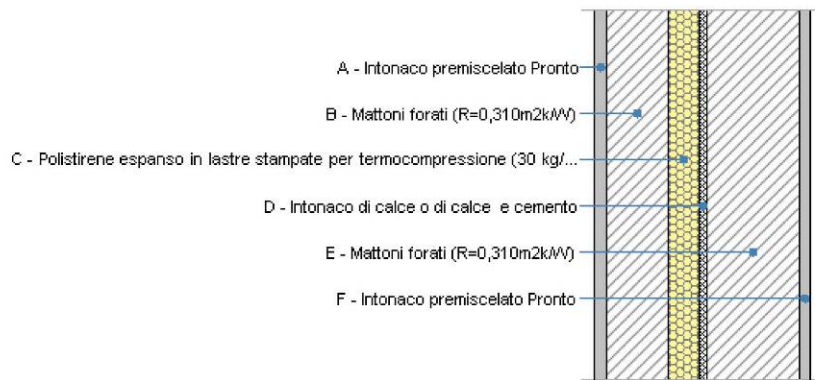 A - Intonaco premiscelato Pronto
B - Mattoni forati (R=0,310m2k/W)
C - Polistirene espanso in lastre stampate per termocompressione (30 kg/...
D - Intonaco di calce o di calce e cemento
E - Mattoni forati (R=0,310m2k/W)
F - Intonaco premiscelato Pronto